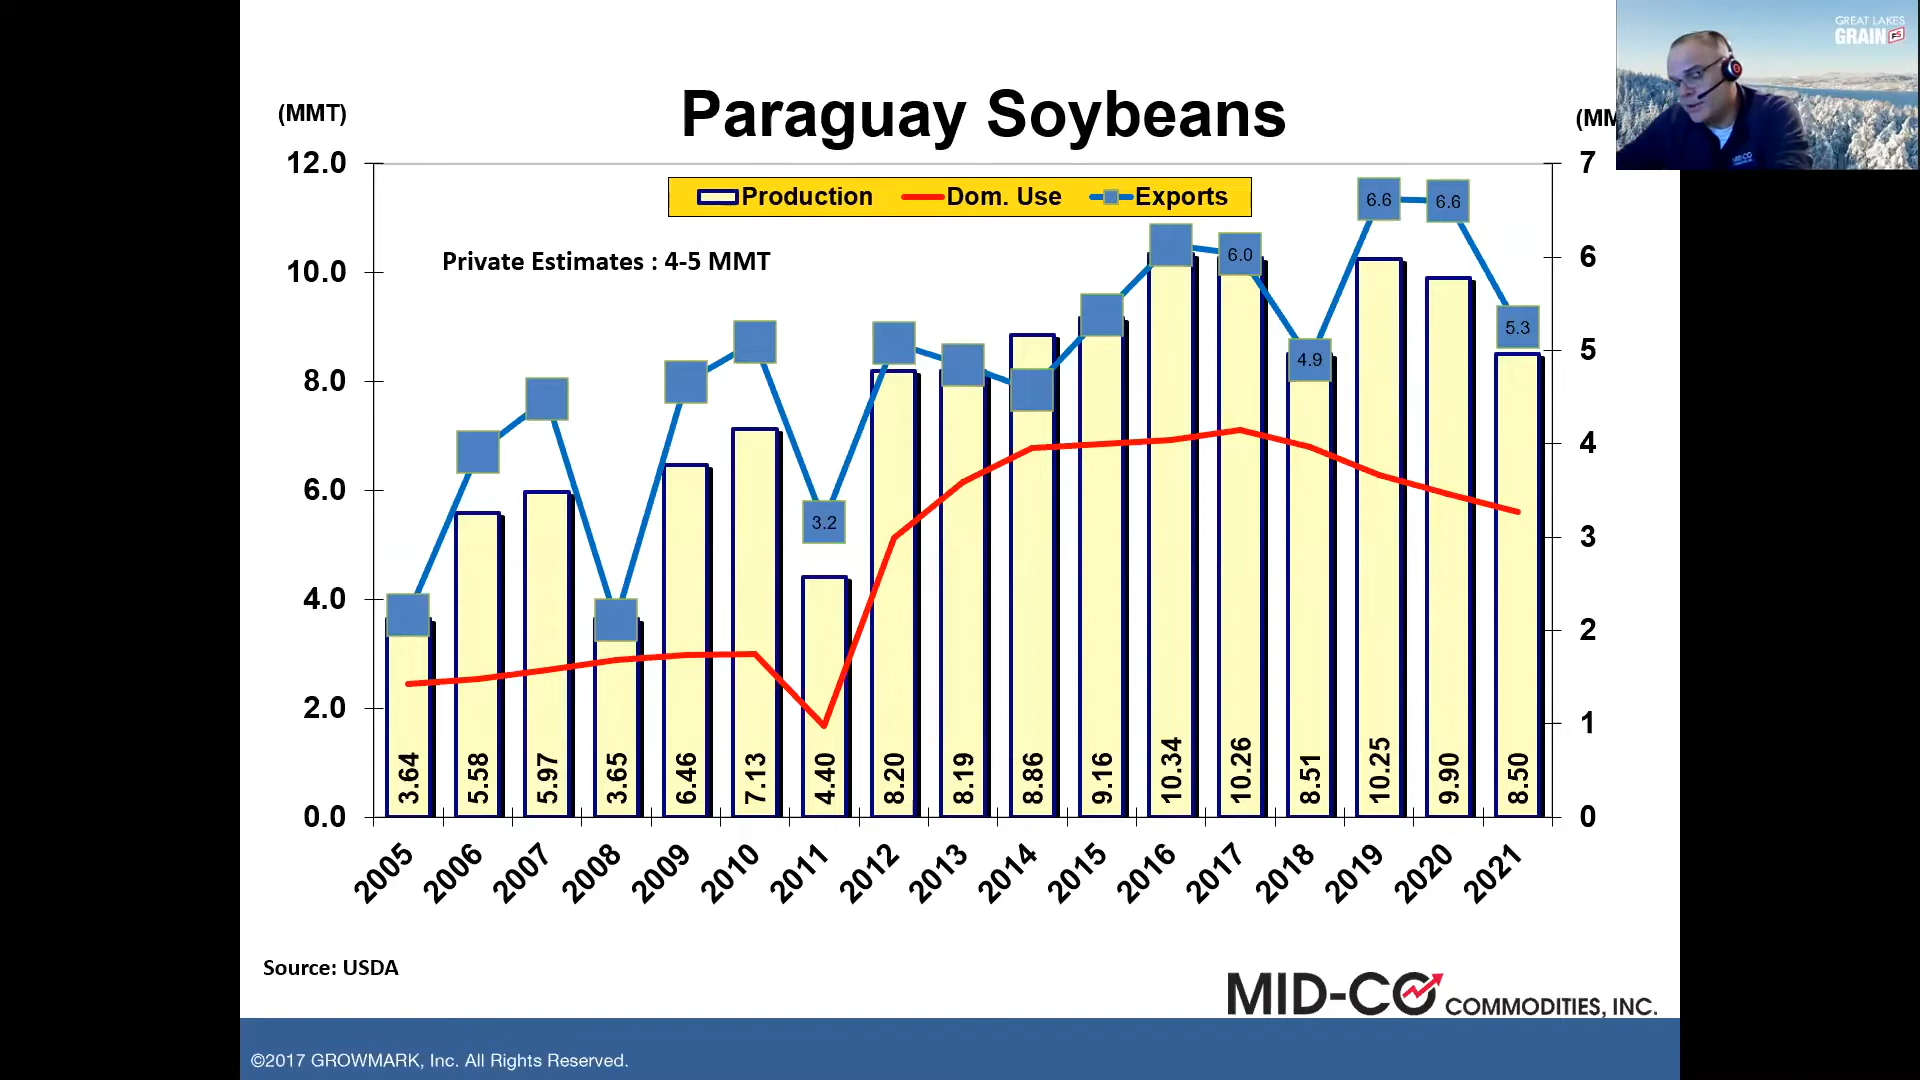 GREAT LAKES
GRAIN FS
Paraguay Soybeans
(MMT)
(MM
Production Dom. Use Exports
Private Estimates : 4-5 MMT
12.0
10.0
8.0
6.0
4.0
2.0
0.0
7
6
5
4
3
2
1
0
3.2
6.0
4.9
6.6
6.6
5.3
3.64 5.58 5.97 3.65 6.46 7.13 4.40 8.20 8.19 8.86 9.16 10.34 10.26 8.51 10.25 9.90 8.50
2005 2006 2007 2008 2009 2010 2011 2012 2013 2014 2015 2016 2017 2018 2019 2020 2021
Source: USDA
MID-CO COMMODITIES, INC.
©2017 GROWMARK, Inc. All Rights Reserved.